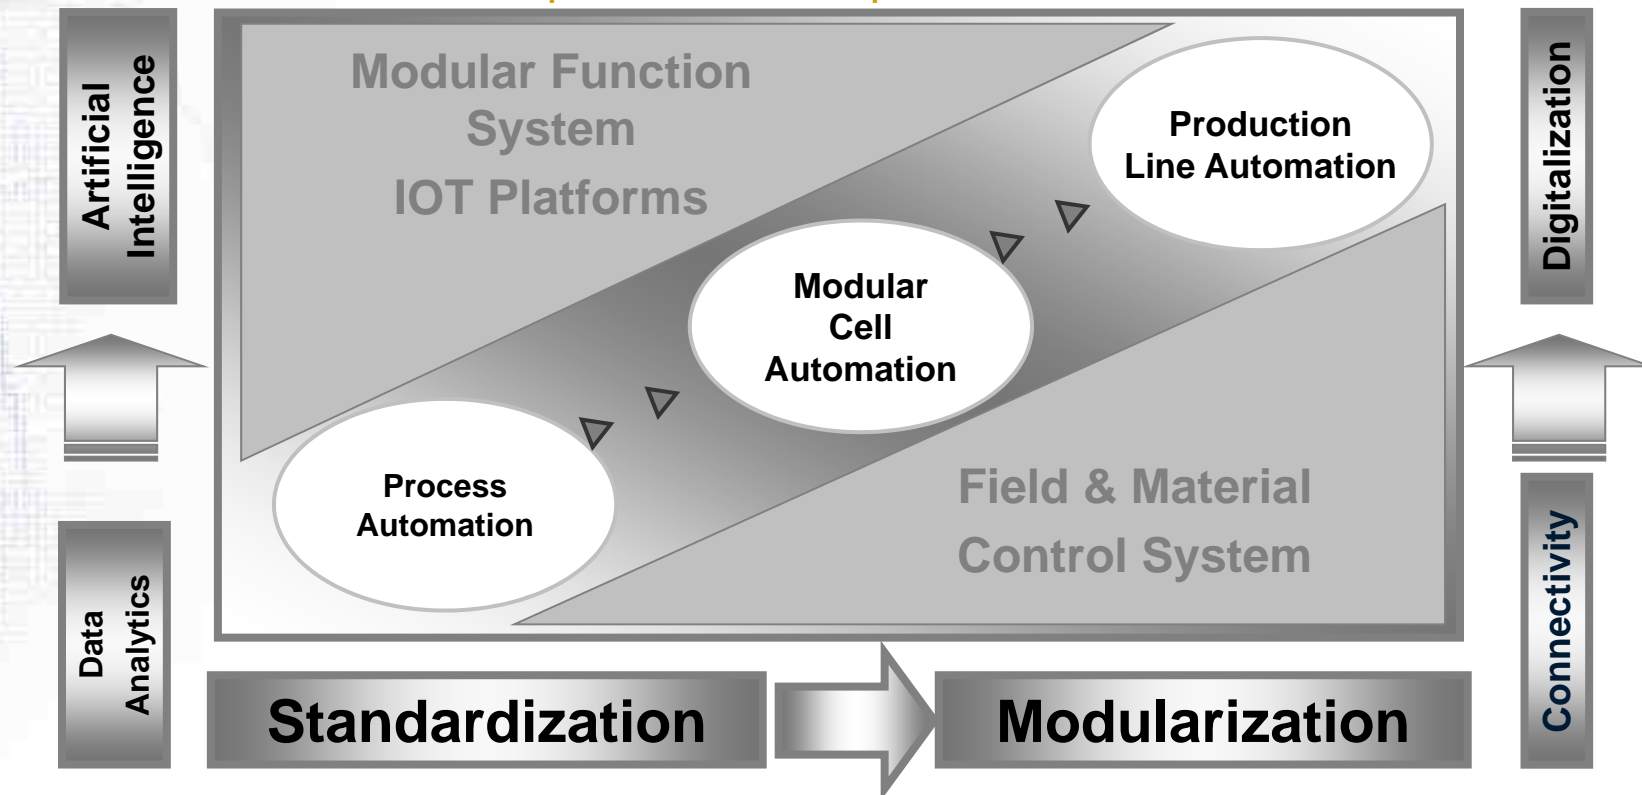 Artificial
Intelligence
Modular Function
System
IOT Platforms
Production
Line Automation
Digitalization
Modular
Cell
Automation
Process
Automation
Field & Material
Control System
Data
Analytics
Connectivity
Standardization
Modularization